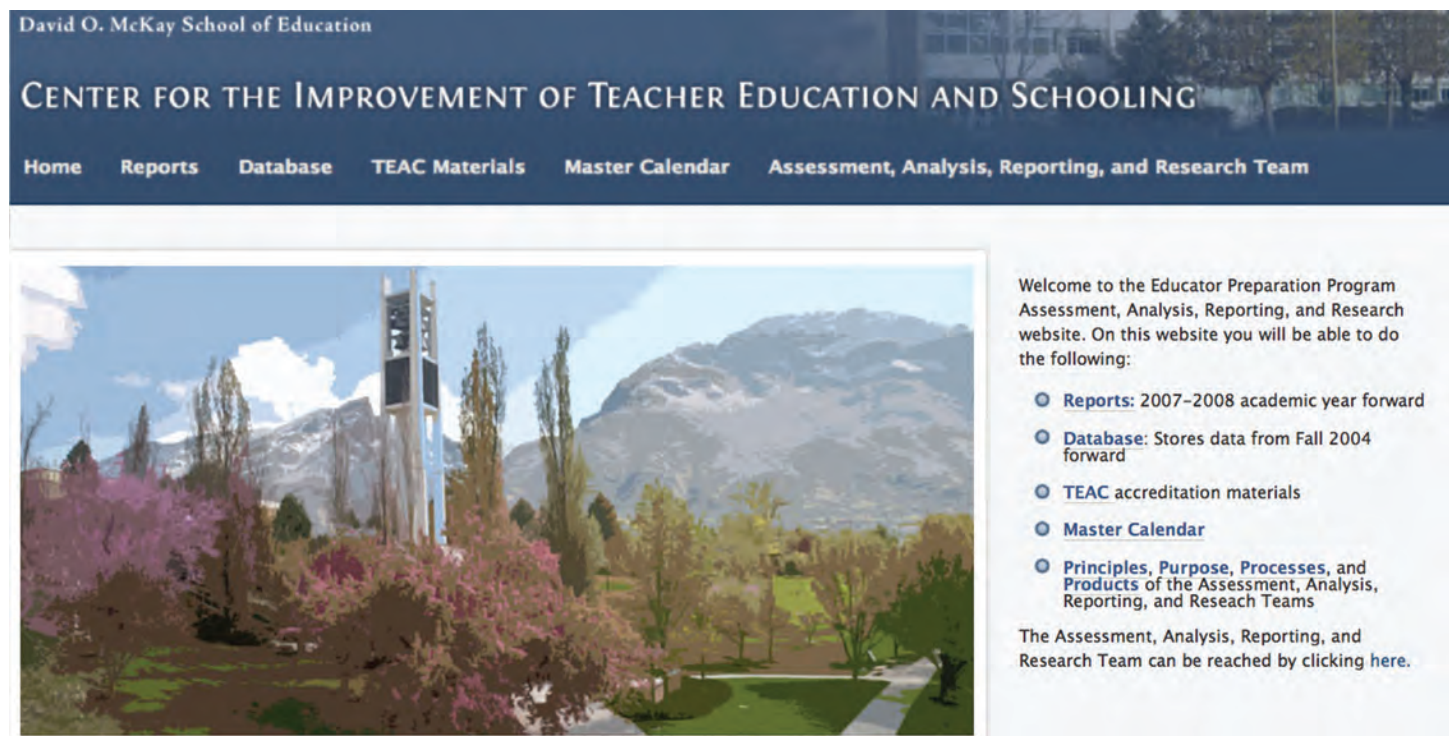 David O. McKay School of Education
Center for the Improvement of Teacher Education and Schooling
Home Reports Database TEAC Materials Master Calendar Assessment, Analysis, Reporting, and Research Team
Welcome to the Educator Preparation Program
Assessment, Analysis, Reporting, and Research
website. On this website you will be able to do
the following:
Reports: 2007–2008 academic year forward
Database: Stores data from Fall 2004
forward
TEAC accreditation materials
Master Calendar
Principles, Purpose, Processes, and
Products of the Assessment, Analysis,
Reporting, and Reseach Teams
The Assessment, Analysis, Reporting, and
Research Team can be reached by clicking here.